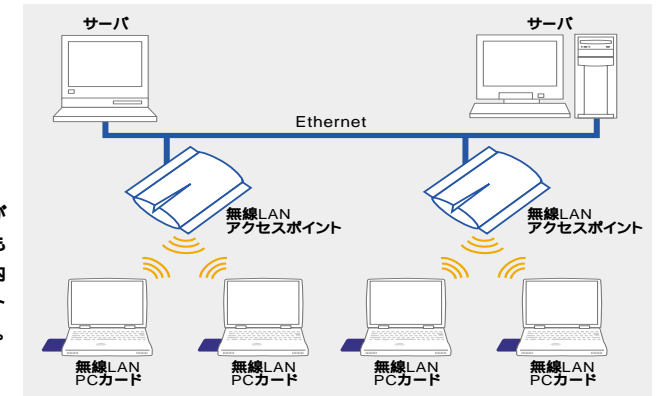 サーバ
サーバ
Ethernet
無線LAN
アクセスポイント
無線LAN
アクセスポイント
無線LAN
PCカード
無線LAN
PCカード
無線LAN
PCカード
無線LAN
PCカード